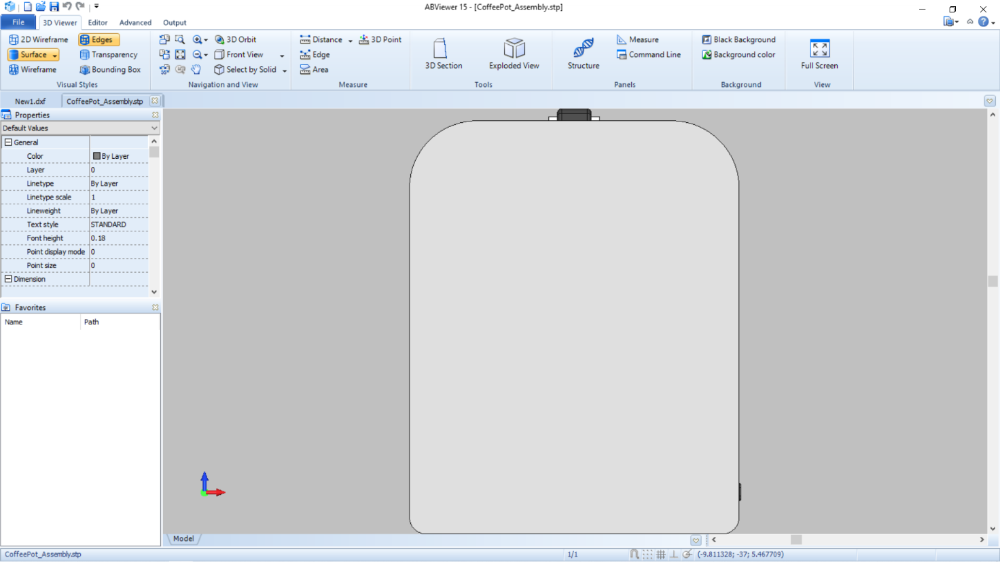 ABViewer 15 - [CoffeePot_Assembly.stp]
File 3D Viewer Editor Advanced Output
2D Wireframe Edges 3D Orbit Distance 3D Point Measure Black Background
Surface Transparency Front View Edge Command Line Background color
Wireframe Bounding Box Select by Solid Area
3D Section Exploded View Structure Full Screen
Visual Styles Navigation and View Measure Tools Panels Background View
New1.dxf CoffeePot_Assembly.stp
Properties
Default Values
General
Color By Layer
Layer 0
Linetype By Layer
Linetype scale 1
Lineweight By Layer
Text style STANDARD
Font height 0.18
Point display mode 0
Point size 0
Dimension
Favorites
Name Path
Model
CoffeePot_Assembly.stp 1/1 (-9.811328; -37; 5.467709)